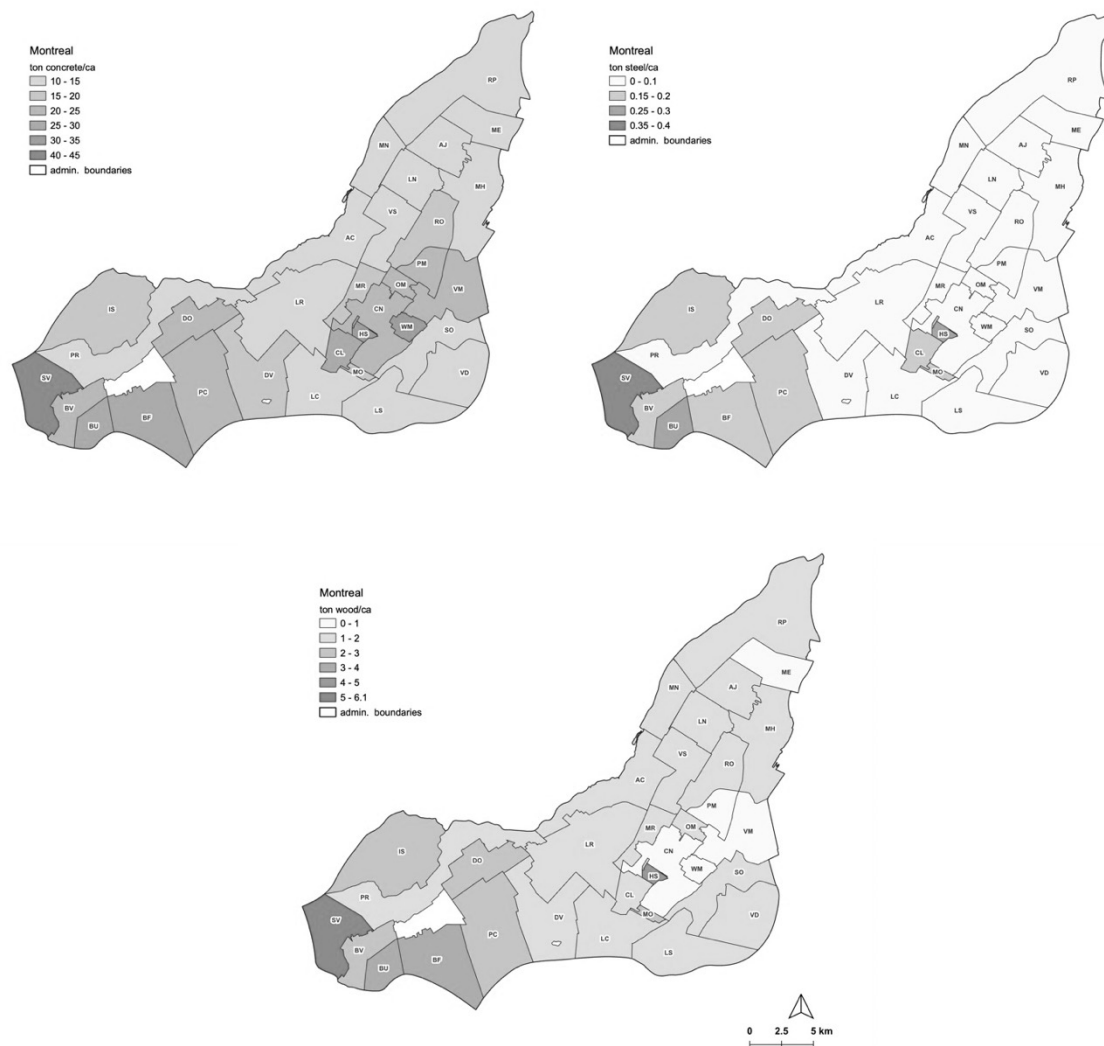 Montreal
ton concrete/ca
10 - 15
15 - 20
20 - 25
25 - 30
30 - 35
40 - 45
admin. boundaries
RP
ME
MN
AJ
LN
MH
VS
RO
AC
PM
OM
MR
VM
LR
CN
IS
DO
WM
SO
HS
PR
CL
SV
MO
VD
DV
PC
BV
LC
BF
LS
BU
Montreal
ton steel/ca
0 - 0.1
0.15 - 0.2
0.25 - 0.3
0.35 - 0.4
admin. boundaries
RP
ME
MN
AJ
LN
MH
VS
RO
AC
PM
OM
MR
VM
LR
CN
IS
DO
WM
SO
HS
PR
CL
SV
MO
VD
DV
PC
BV
LC
BF
LS
BU
Montreal
ton wood/ca
0 - 1
1 - 2
2 - 3
3 - 4
4 - 5
5 - 6.1
admin. boundaries
RP
ME
MN
AJ
LN
MH
VS
RO
AC
PM
OM
MR
VM
LR
CN
IS
DO
WM
SO
HS
PR
CL
SV
MO
VD
DV
PC
BV
LC
BF
LS
BU
0 2.5 5 km